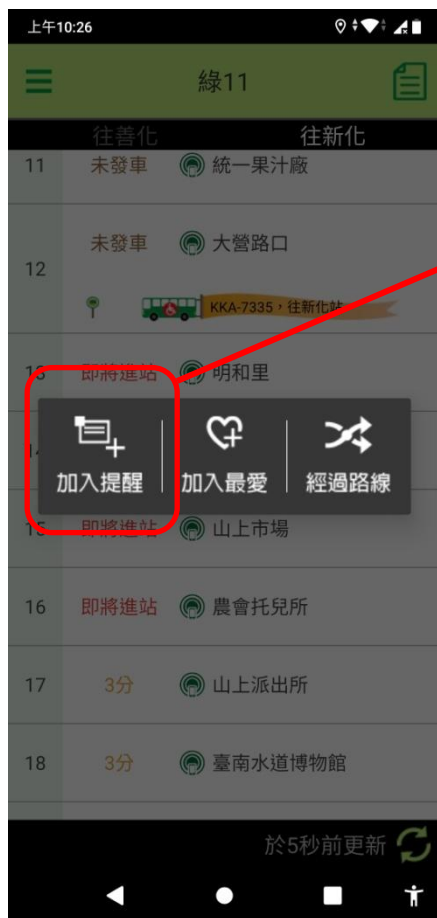 上午10:26
綠11
往善化 往新化
11 未發車 統一果汁廠
未發車 大營路口
12
KKA-7335，往新化站
13 即將進站 明和里
加入提醒 加入最愛 經過路線
15 即將進站 山上市場
16 即將進站 農會托兒所
17 3分 山上派出所
18 3分 臺南水道博物館
於5秒前更新